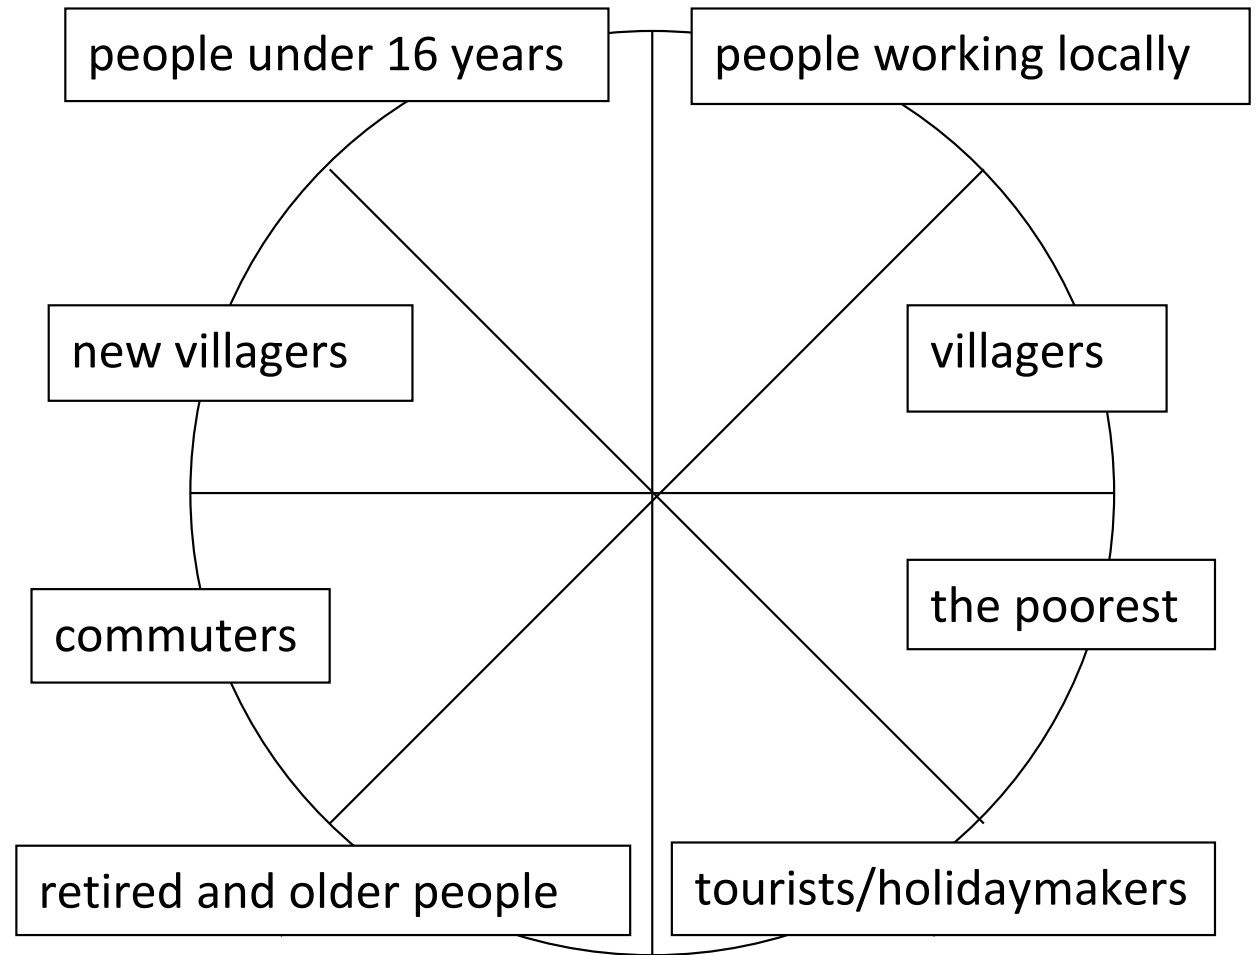 people under 16 years
people working locally
new villagers
villagers
commuters
the poorest
retired and older people
tourists/holidaymakers